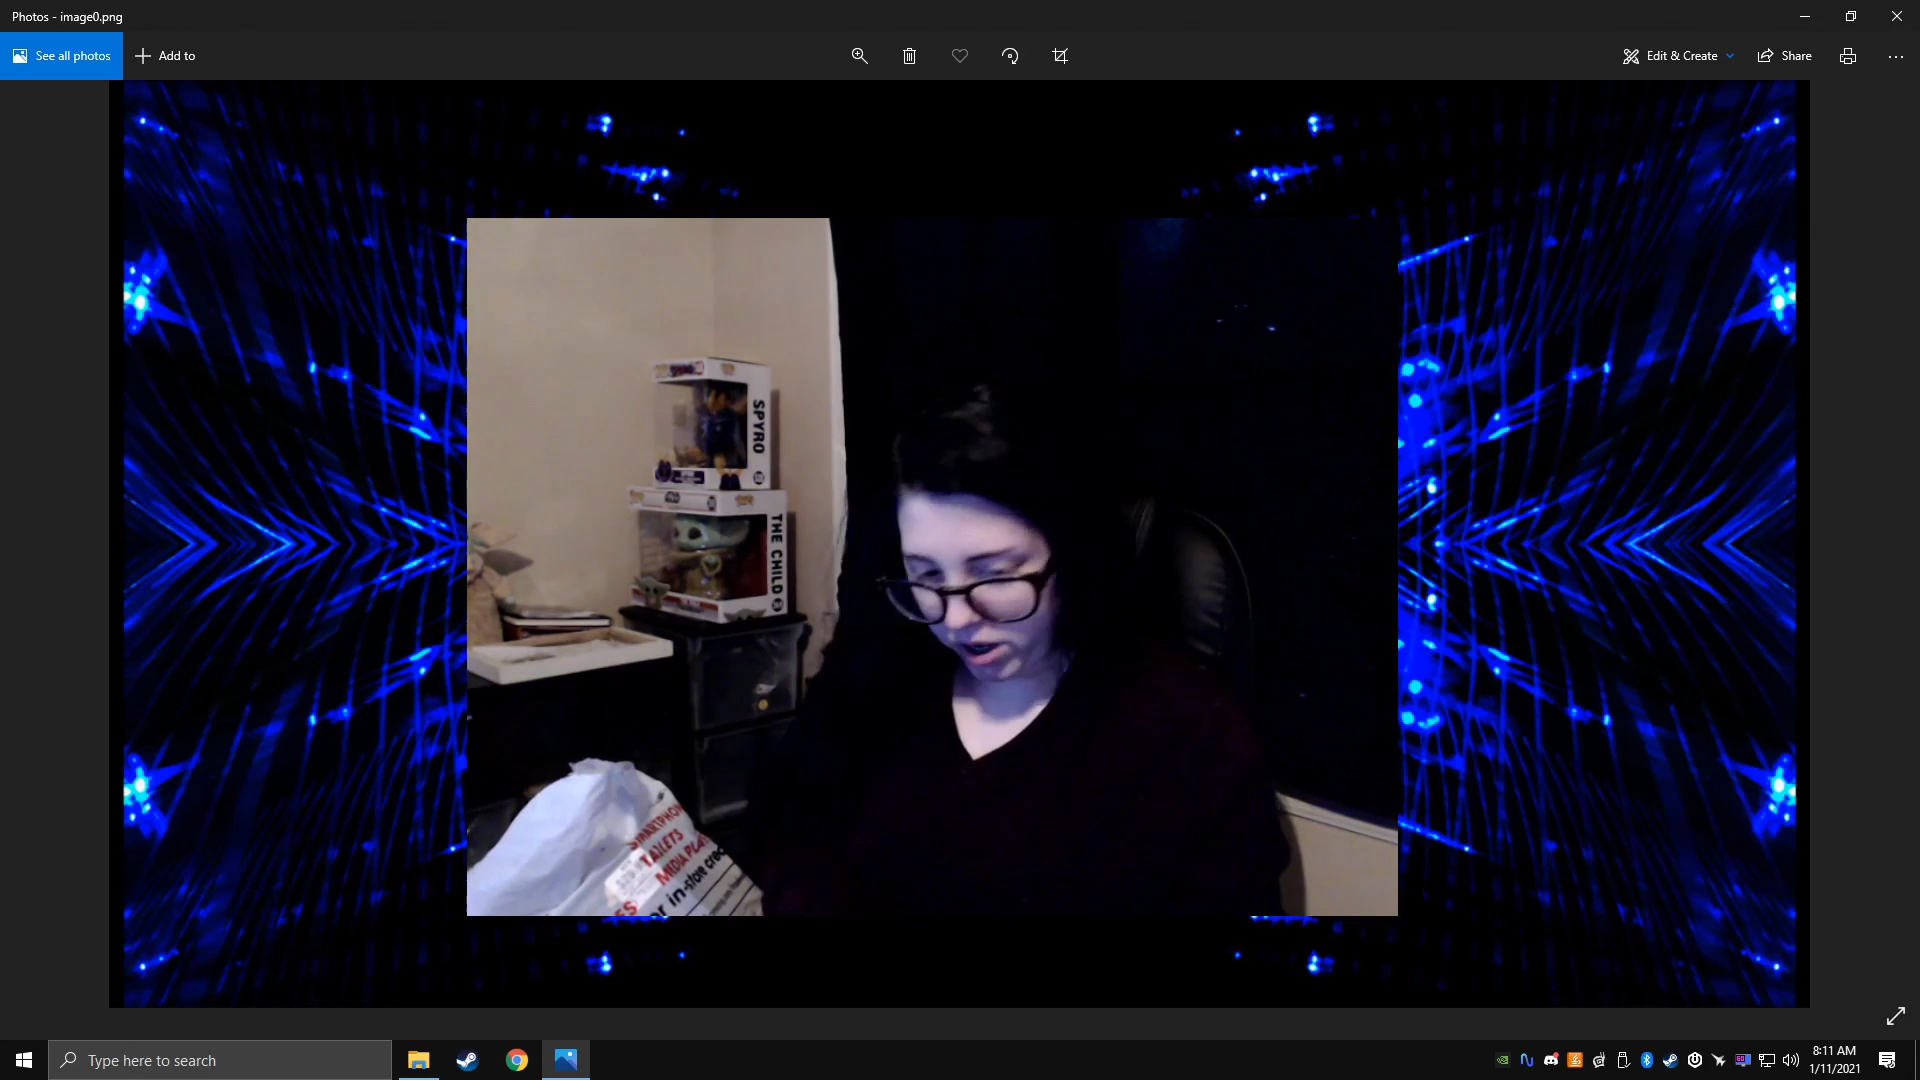 Photos - image0.png
See all photos
Add to
Edit & Create
Share
SPYRO
THE CHILD
TABLETS
or in-store
Type here to search
8:11 AM
1/11/2021